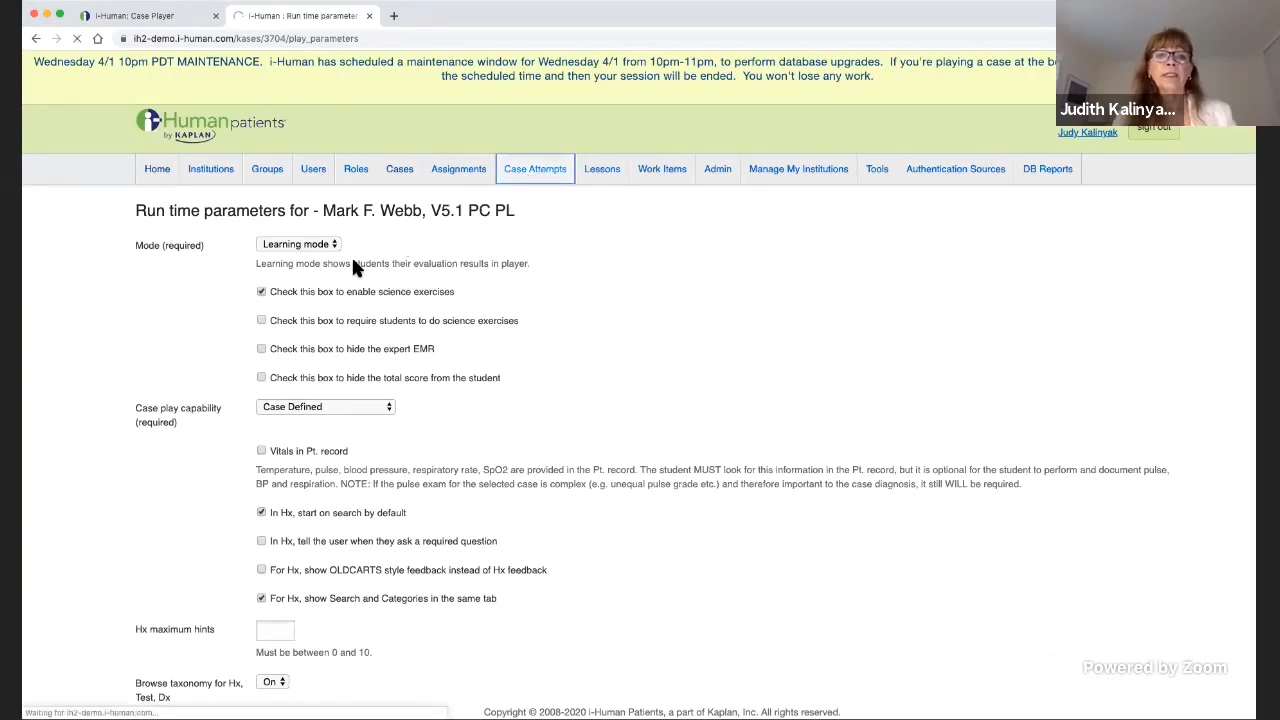 i-Human: Case Player
i-Human : Run time parameter
ih2-demo.i-human.com/kases/3704/play_parameters
Wednesday 4/1 10pm PDT MAINTENANCE. i-Human has scheduled a maintenance window for Wednesday 4/1 from 10pm-11pm, to perform database upgrades. If you're playing a case at the be
the scheduled time and then your session will be ended. You won't lose any work.
Judith Kalinya...
i-Human patients
by KAPLAN
Judy Kalinyak
sign out
Home Institutions Groups Users Roles Cases Assignments Case Attempts Lessons Work Items Admin Manage My Institutions Tools Authentication Sources DB Reports
Run time parameters for - Mark F. Webb, V5.1 PC PL
Mode (required)
Learning mode
Learning mode shows students their evaluation results in player.
Check this box to enable science exercises
Check this box to require students to do science exercises
Check this box to hide the expert EMR
Check this box to hide the total score from the student
Case play capability
(required)
Case Defined
Vitals in Pt. record
Temperature, pulse, blood pressure, respiratory rate, SpO2 are provided in the Pt. record. The student MUST look for this information in the Pt. record, but it is optional for the student to perform and document pulse,
BP and respiration. NOTE: If the pulse exam for the selected case is complex (e.g. unequal pulse grade etc.) and therefore important to the case diagnosis, it still WILL be required.
In Hx, start on search by default
In Hx, tell the user when they ask a required question
For Hx, show OLDCARTS style feedback instead of Hx feedback
For Hx, show Search and Categories in the same tab
Hx maximum hints
Must be between 0 and 10.
Browse taxonomy for Hx,
Test, Dx
On
Powered by Zoom
Waiting for ih2-demo.i-human.com...
Copyright © 2008-2020 i-Human Patients, a part of Kaplan, Inc. All rights reserved.